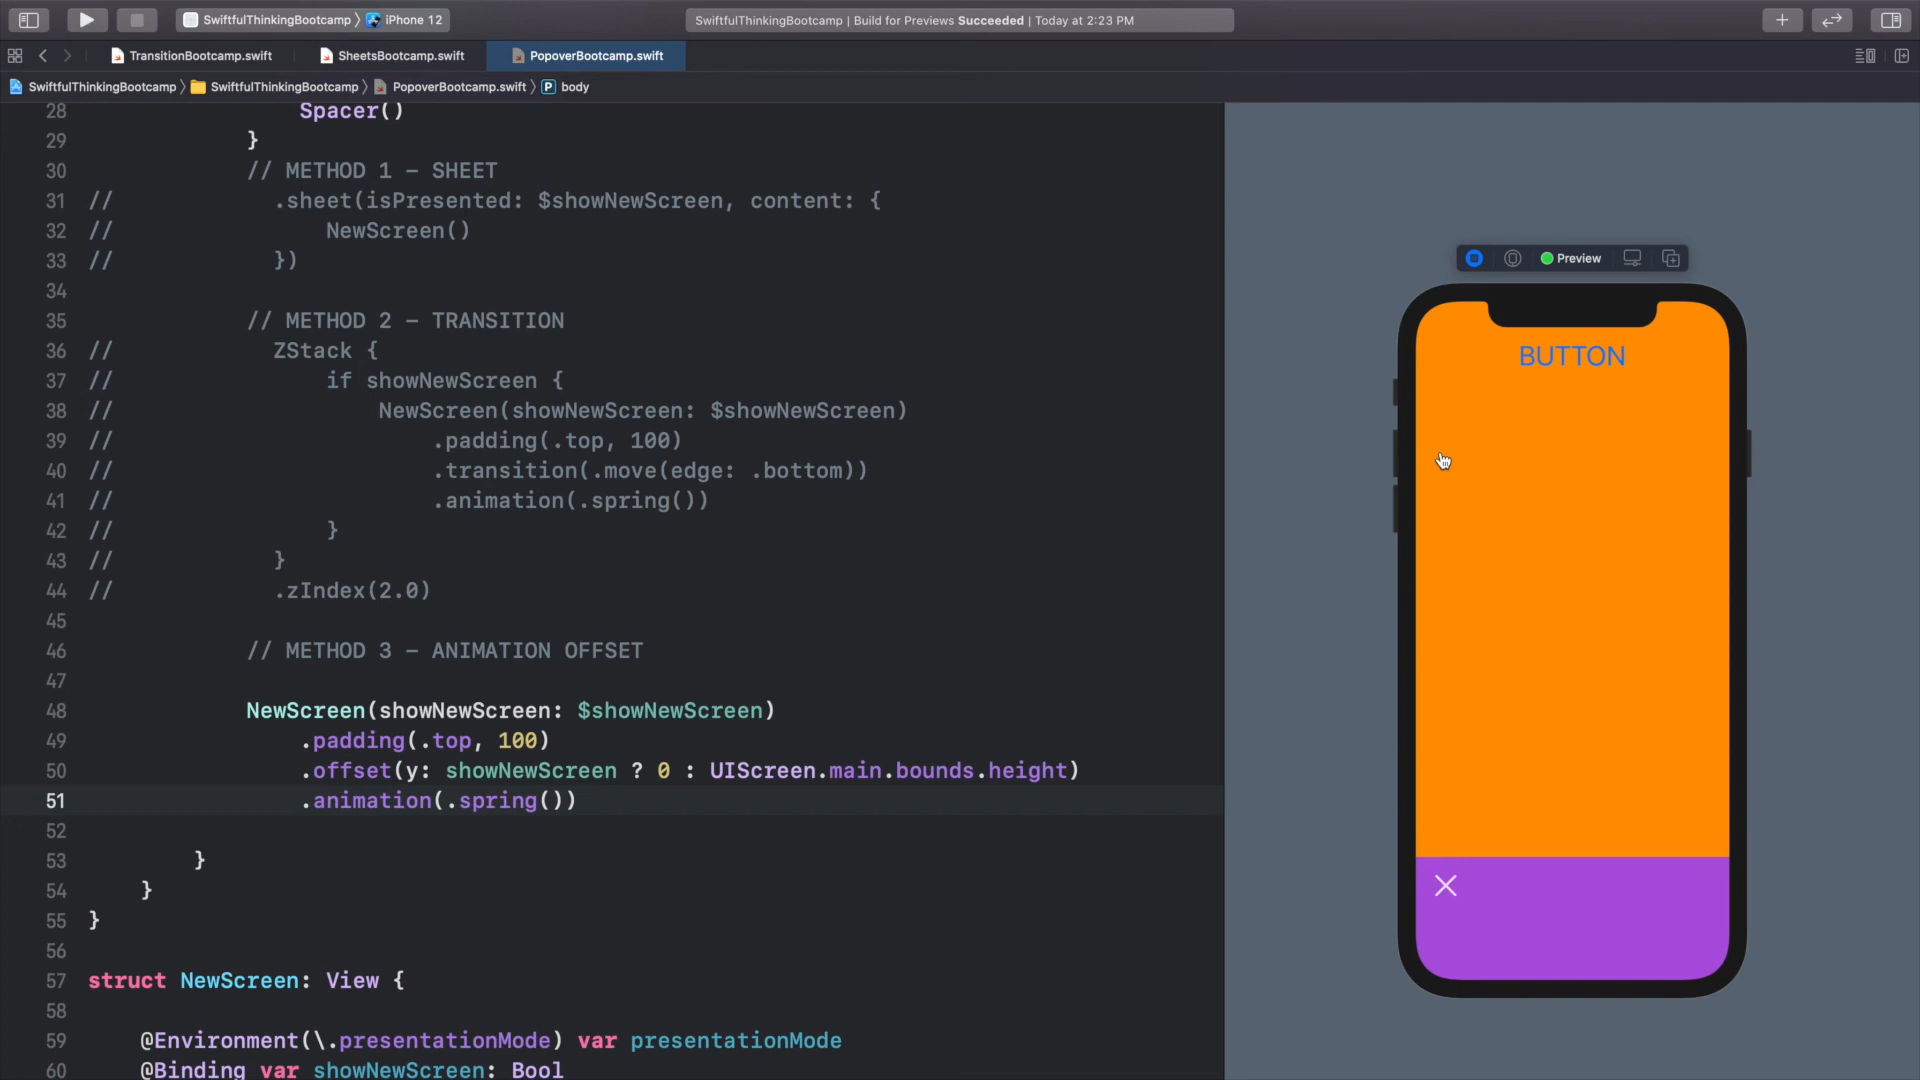 SwiftfulThinkingBootcamp 〉 iPhone 12
SwiftfulThinkingBootcamp | Build for Previews Succeeded | Today at 2:23 PM
TransitionBootcamp.swift
SheetsBootcamp.swift
PopoverBootcamp.swift
SwiftfulThinkingBootcamp 〉 SwiftfulThinkingBootcamp 〉 PopoverBootcamp.swift 〉 P body
28 Spacer()
29 }
30 // METHOD 1 - SHEET
31 // .sheet(isPresented: $showNewScreen, content: {
32 // NewScreen()
33 // })
34
35 // METHOD 2 - TRANSITION
36 // ZStack {
37 // if showNewScreen {
38 // NewScreen(showNewScreen: $showNewScreen)
39 // .padding(.top, 100)
40 // .transition(.move(edge: .bottom))
41 // .animation(.spring())
42 // }
43 // }
44 // .zIndex(2.0)
45
46 // METHOD 3 - ANIMATION OFFSET
47
48 NewScreen(showNewScreen: $showNewScreen)
49 .padding(.top, 100)
50 .offset(y: showNewScreen ? 0 : UIScreen.main.bounds.height)
51 .animation(.spring())
52
53 }
54 }
55 }
56
57 struct NewScreen: View {
58
59 @Environment(\.presentationMode) var presentationMode
60 @Binding var showNewScreen: Bool
Preview
BUTTON